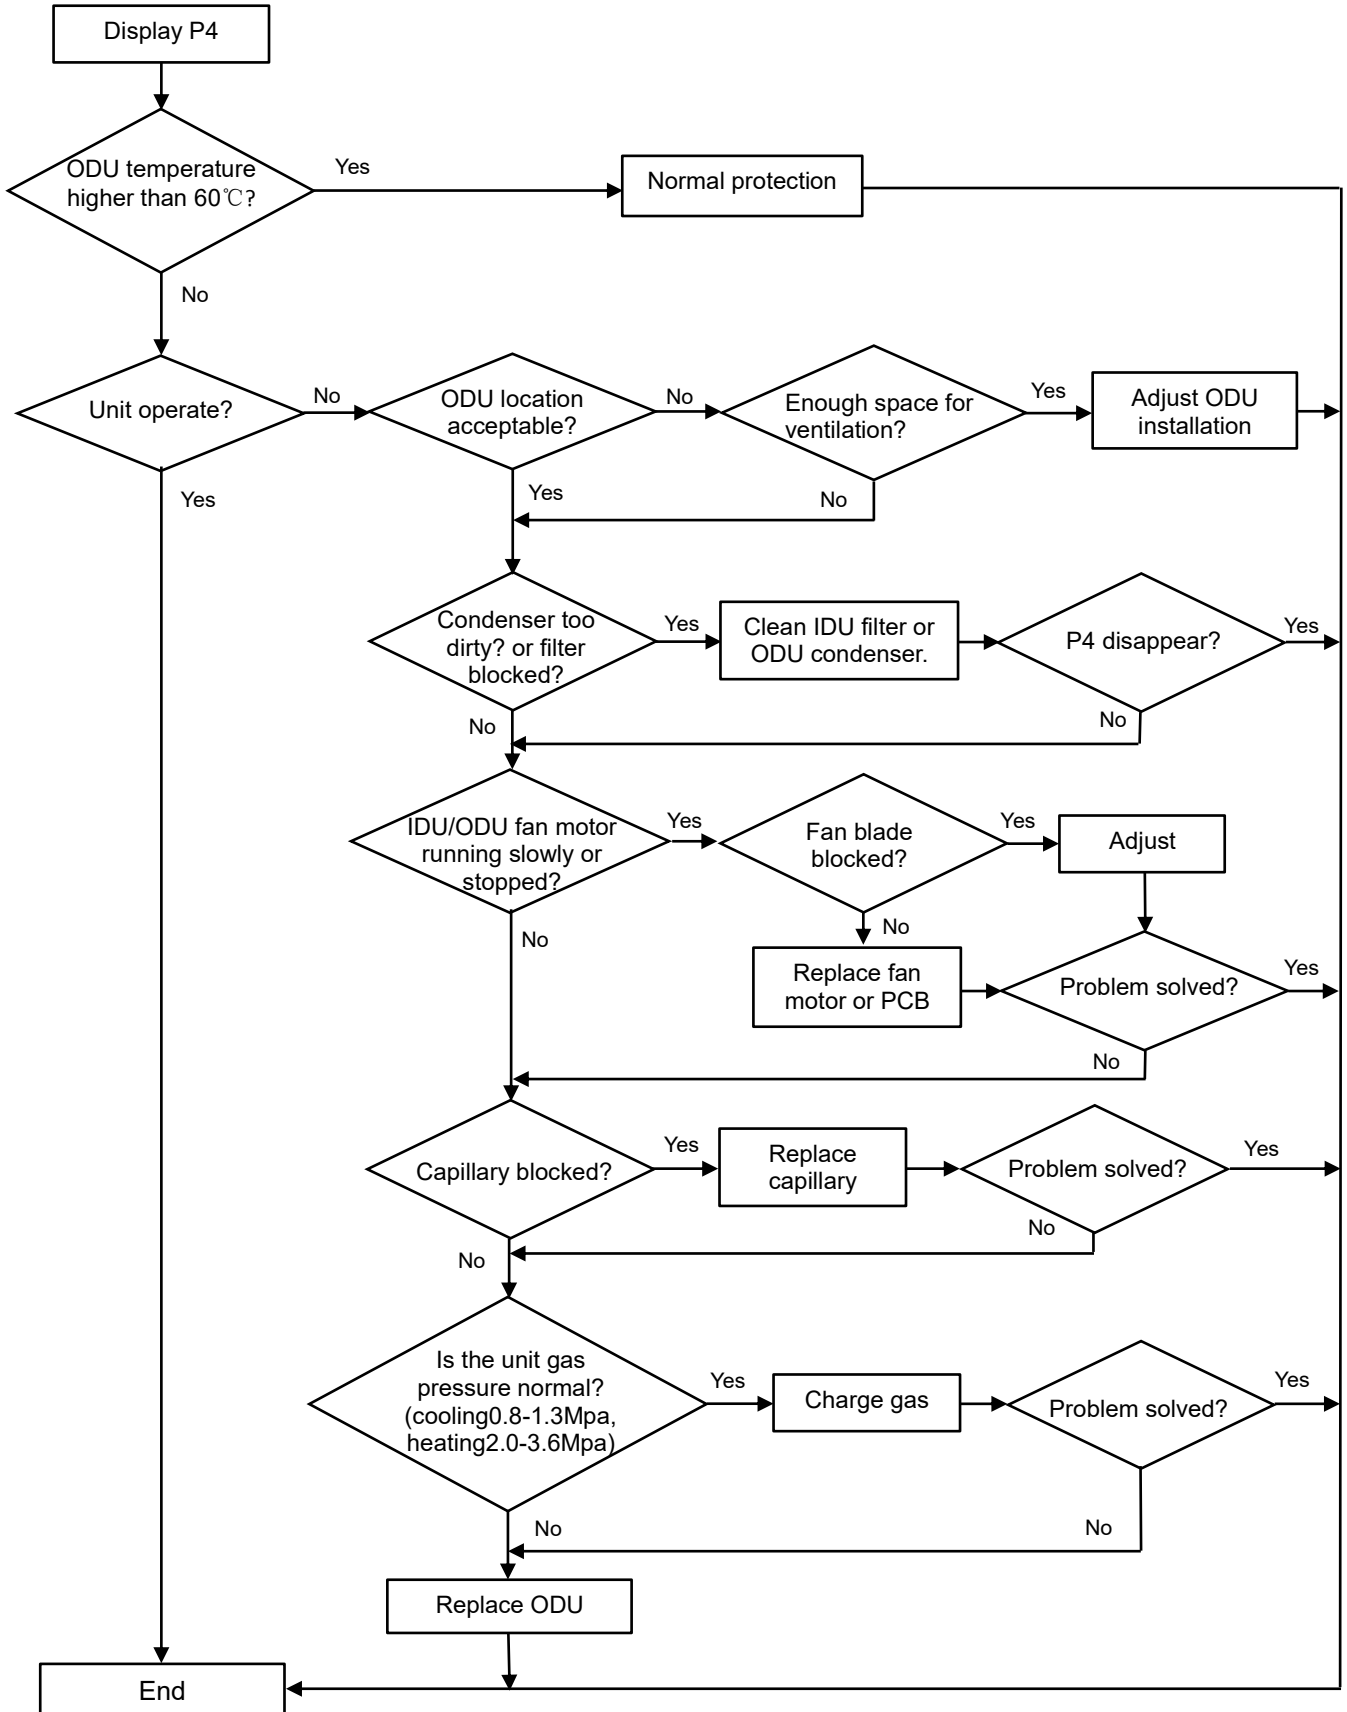 Display P4
ODU temperature
higher than 60℃?
Yes
Normal protection
No
Unit operate?
No
ODU location
acceptable?
No
Enough space for
ventilation?
Yes
Adjust ODU
installation
Yes
Yes
No
Condenser too
dirty? or filter
blocked?
Yes
Clean IDU filter or
ODU condenser.
P4 disappear?
Yes
No
No
IDU/ODU fan motor
running slowly or
stopped?
Yes
Fan blade
blocked?
Yes
Adjust
No
No
Replace fan
motor or PCB
Problem solved?
Yes
No
Capillary blocked?
Yes
Replace
capillary
Problem solved?
Yes
No
No
Is the unit gas
pressure normal?
(cooling0.8-1.3Mpa,
heating2.0-3.6Mpa)
Yes
Charge gas
Problem solved?
Yes
No
No
Replace ODU
End